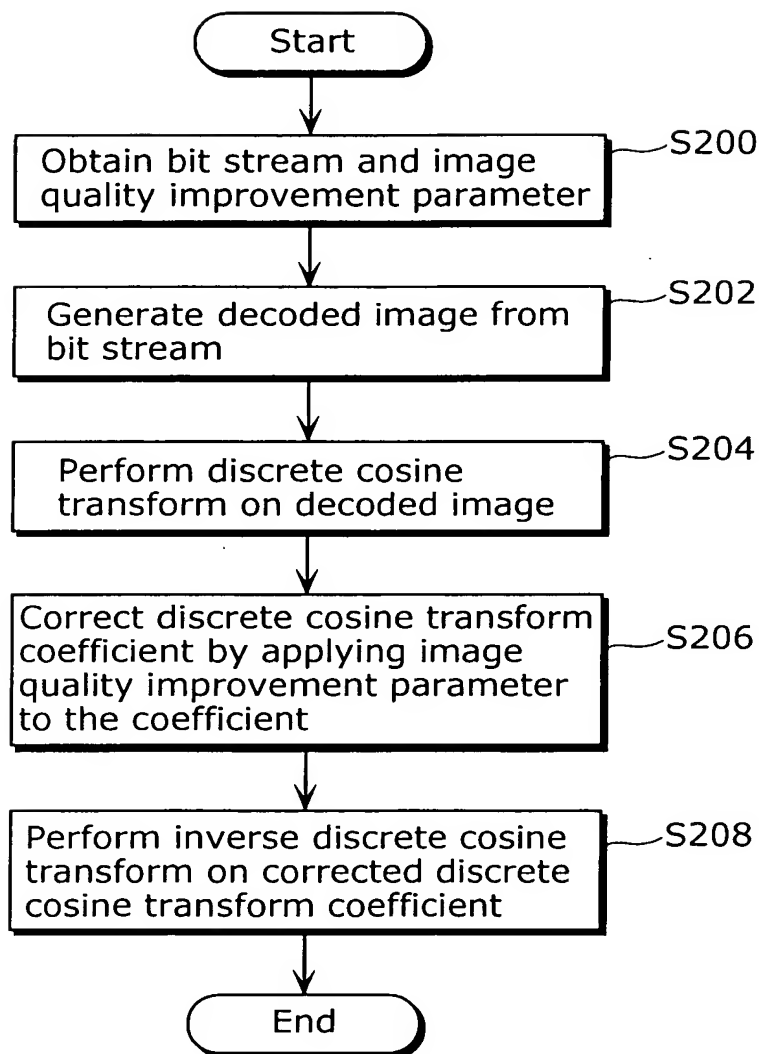 Start
S200
Obtain bit stream and image
quality improvement parameter
S202
Generate decoded image from
bit stream
S204
Perform discrete cosine
transform on decoded image
S206
Correct discrete cosine transform
coefficient by applying image
quality improvement parameter
to the coefficient
S208
Perform inverse discrete cosine
transform on corrected discrete
cosine transform coefficient
End